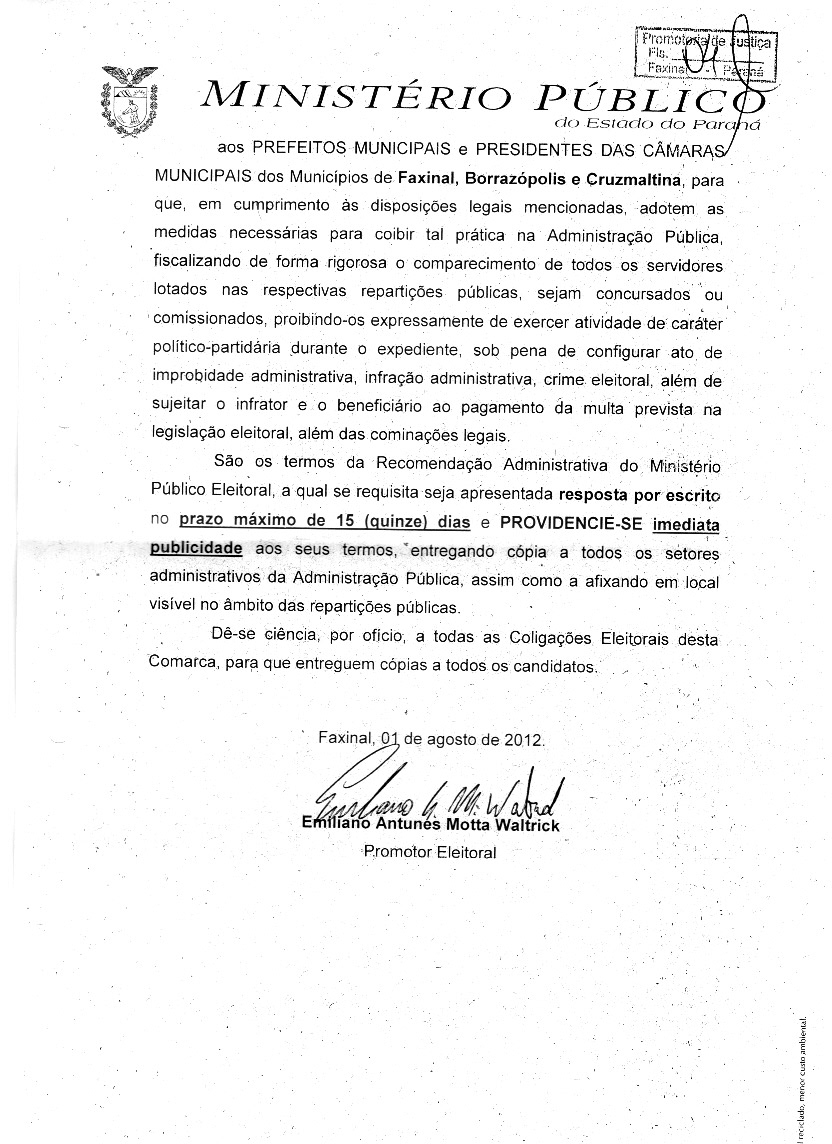 Promotoria de Justiça
Fls. 04
Faxinal - Paraná
MINISTÉRIO PÚBLICO
do Estado do Paraná
aos PREFEITOS MUNICIPAIS e PRESIDENTES DAS CÂMARAS
MUNICIPAIS dos Municípios de Faxinal, Borrazópolis e Cruzmaltina, para
que, em cumprimento às disposições legais mencionadas, adotem as
medidas necessárias para coibir tal prática na Administração Pública,
fiscalizando de forma rigorosa o comparecimento de todos os servidores
lotados nas respectivas repartições públicas, sejam concursados ou
comissionados, proibindo-os expressamente de exercer atividade de caráter
político-partidária durante o expediente, sob pena de configurar ato de
improbidade administrativa, infração administrativa, crime eleitoral, além de
sujeitar o infrator e o beneficiário ao pagamento da multa prevista na
legislação eleitoral, além das cominações legais.
São os termos da Recomendação Administrativa do Ministério
Público Eleitoral, a qual se requisita seja apresentada resposta por escrito
no prazo máximo de 15 (quinze) dias e PROVIDENCIE-SE imediata
publicidade aos seus termos, entregando cópia a todos os setores
administrativos da Administração Pública, assim como a afixando em local
visível no âmbito das repartições públicas.
Dê-se ciência, por ofício, a todas as Coligações Eleitorais desta
Comarca, para que entreguem cópias a todos os candidatos.
Faxinal, 01 de agosto de 2012.
Emiliano Antunes Motta Waltrick
Promotor Eleitoral
reciclado, menor custo ambiental.